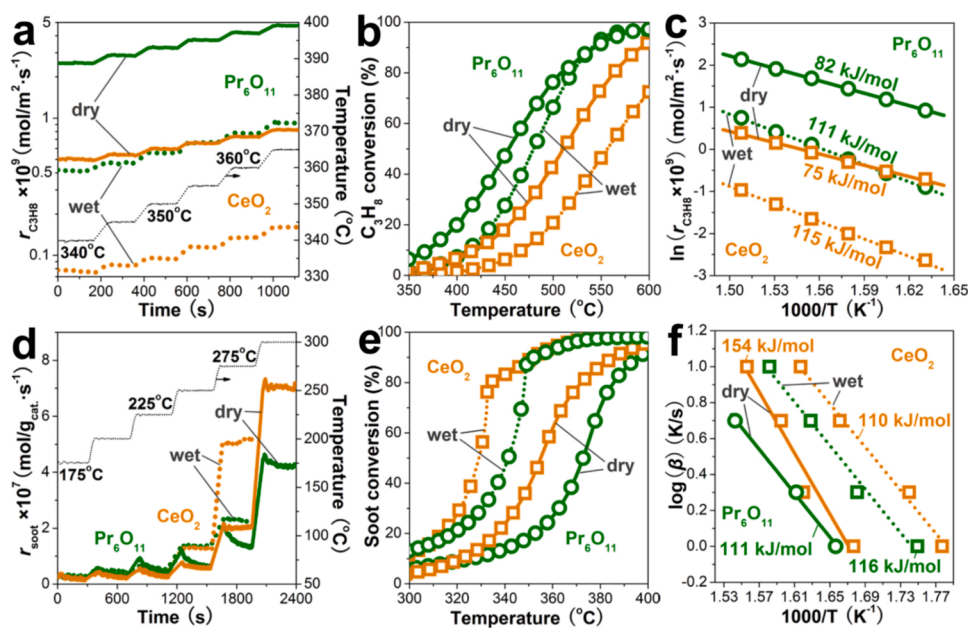 a
r C3H8 ×10⁹ (mol/m²·s⁻¹)
5
1
0.5
0.1
dry
Pr6O11
wet
CeO2
340°C
350°C
360°C
400
390
380
370
360
350
340
330
Temperature (°C)
0 200 400 600 800 1000
Time (s)
b
C3H8 conversion (%)
100
80
60
40
20
0
Pr6O11
dry
wet
CeO2
350 400 450 500 550 600
Temperature (°C)
c
ln (r C3H8 ×10⁹) (mol/m²·s⁻¹)
3
2
1
0
-1
-2
-3
Pr6O11
82 kJ/mol
dry
111 kJ/mol
wet
75 kJ/mol
CeO2
115 kJ/mol
1.50 1.53 1.56 1.59 1.62 1.65
1000/T (K⁻¹)
d
r soot ×10⁷ (mol/gcat.·s⁻¹)
8
6
4
2
0
175°C
225°C
275°C
dry
wet
CeO2
Pr6O11
300
250
200
150
100
50
Temperature (°C)
0 600 1200 1800 2400
Time (s)
e
Soot conversion (%)
100
80
60
40
20
0
CeO2
wet
dry
Pr6O11
300 320 340 360 380 400
Temperature (°C)
f
log (β) (K/s)
1.2
1.0
0.8
0.6
0.4
0.2
0.0
-0.2
154 kJ/mol
CeO2
dry
wet
110 kJ/mol
Pr6O11
111 kJ/mol
116 kJ/mol
1.53 1.57 1.61 1.65 1.69 1.73 1.77
1000/T (K⁻¹)